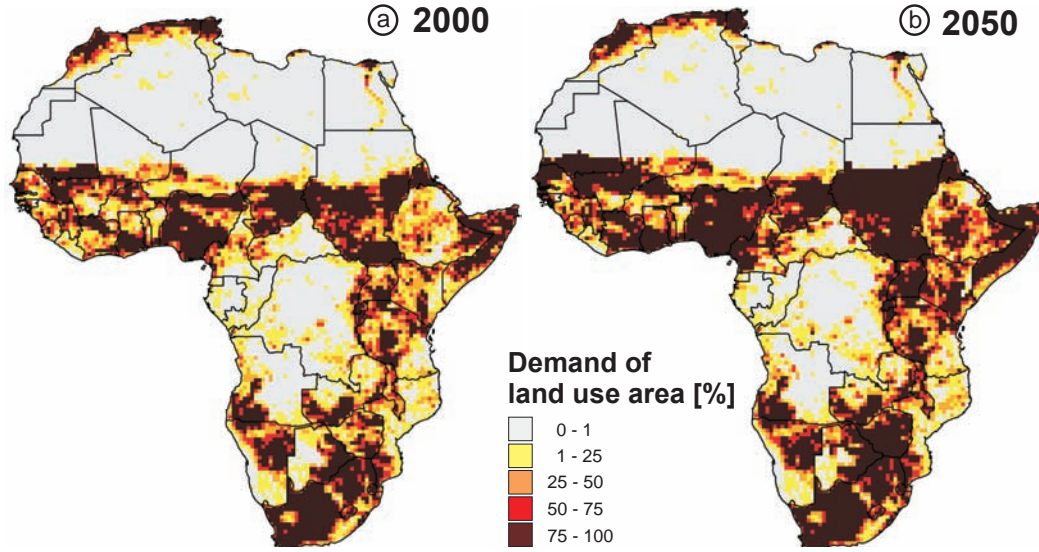 ⓐ 2000
ⓑ 2050
Demand of
land use area [%]
0 - 1
1 - 25
25 - 50
50 - 75
75 - 100